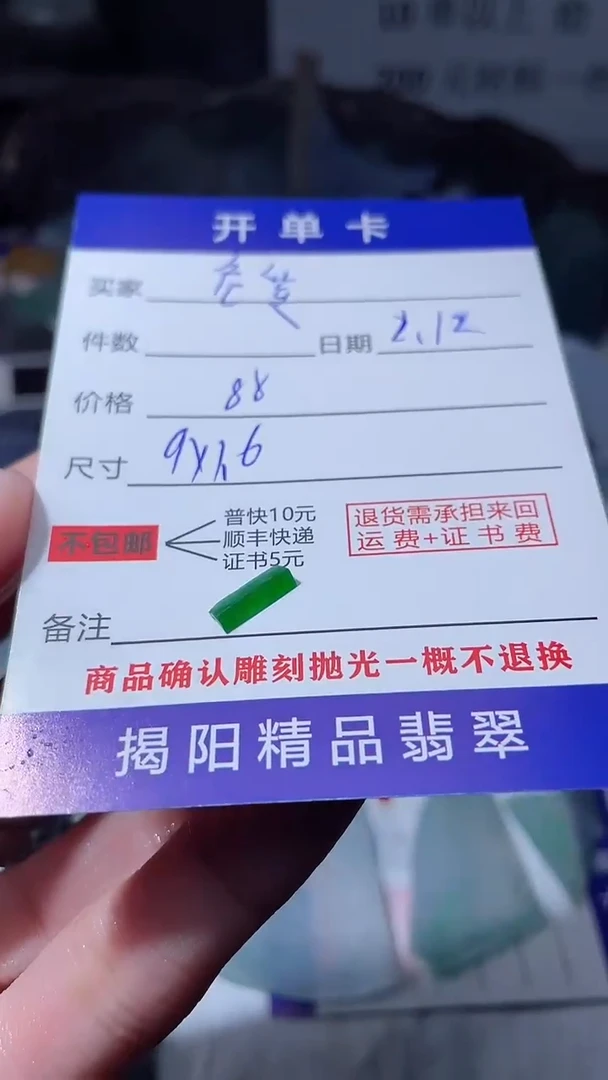 开单卡
买家
件数 日期 2.12
价格 88
尺寸 9X1.6
不包邮
普快10元
顺丰快递
证书5元
退货需承担来回
运费+证书费
备注
商品确认雕刻抛光一概不退换
揭阳精品翡翠